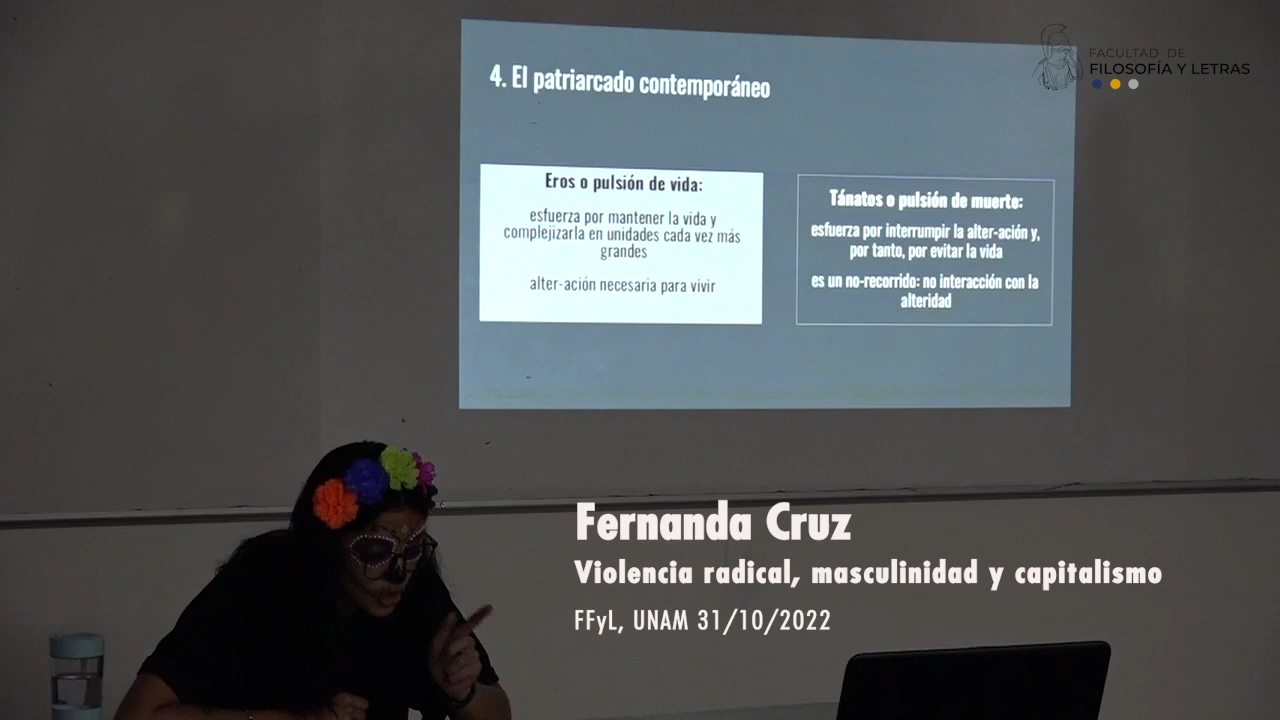 FACULTAD DE
FILOSOFÍA Y LETRAS
4. El patriarcado contemporáneo
Eros o pulsión de vida:
esfuerza por mantener la vida y
complejizarla en unidades cada vez más
grandes
alter-ación necesaria para vivir
Tánatos o pulsión de muerte:
esfuerza por interrumpir la alter-ación y,
por tanto, por evitar la vida
es un no-recorrido: no interacción con la
alteridad
Fernanda Cruz
Violencia radical, masculinidad y capitalismo
FFyL, UNAM 31/10/2022